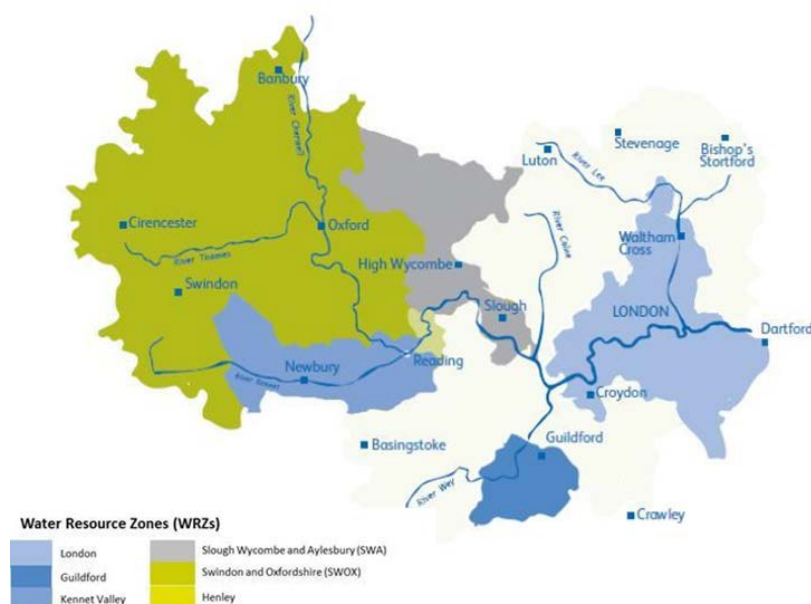 Banbury
River Cherwell
Luton
River Lee
Stevenage
Bishop's
Stortford
Cirencester
River Thames
Oxford
High Wycombe
River Colne
Waltham
Cross
Swindon
Slough
LONDON
Dartford
Newbury
Reading
River Kennet
Croydon
Basingstoke
Guildford
River Wey
Crawley
Water Resource Zones (WRZs)
London
Guildford
Kennet Valley
Slough Wycombe and Aylesbury (SWA)
Swindon and Oxfordshire (SWOX)
Henley